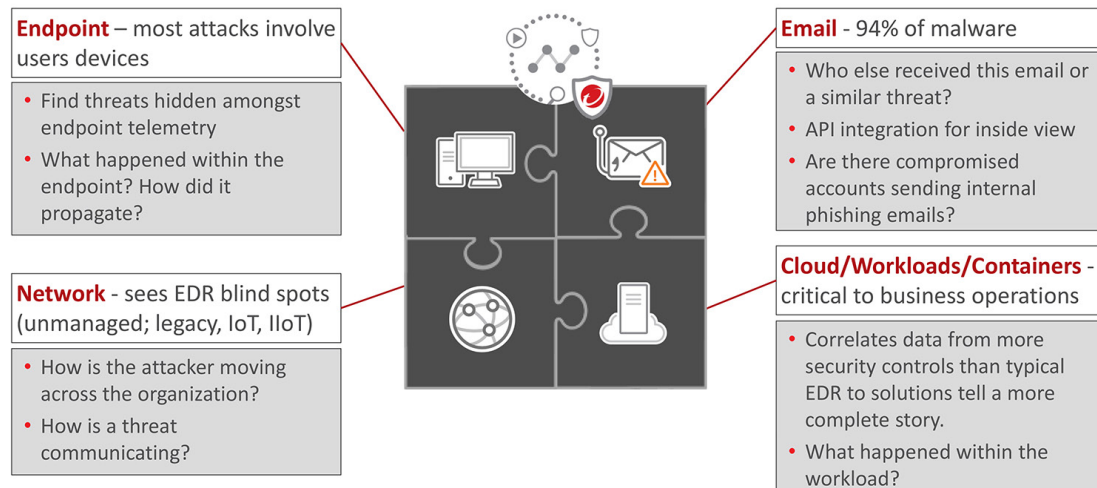 Endpoint – most attacks involve
users devices
• Find threats hidden amongst
endpoint telemetry
• What happened within the
endpoint? How did it
propagate?
Email - 94% of malware
• Who else received this email or
a similar threat?
• API integration for inside view
• Are there compromised
accounts sending internal
phishing emails?
Network - sees EDR blind spots
(unmanaged; legacy, IoT, IIoT)
• How is the attacker moving
across the organization?
• How is a threat
communicating?
Cloud/Workloads/Containers -
critical to business operations
• Correlates data from more
security controls than typical
EDR to solutions tell a more
complete story.
• What happened within the
workload?